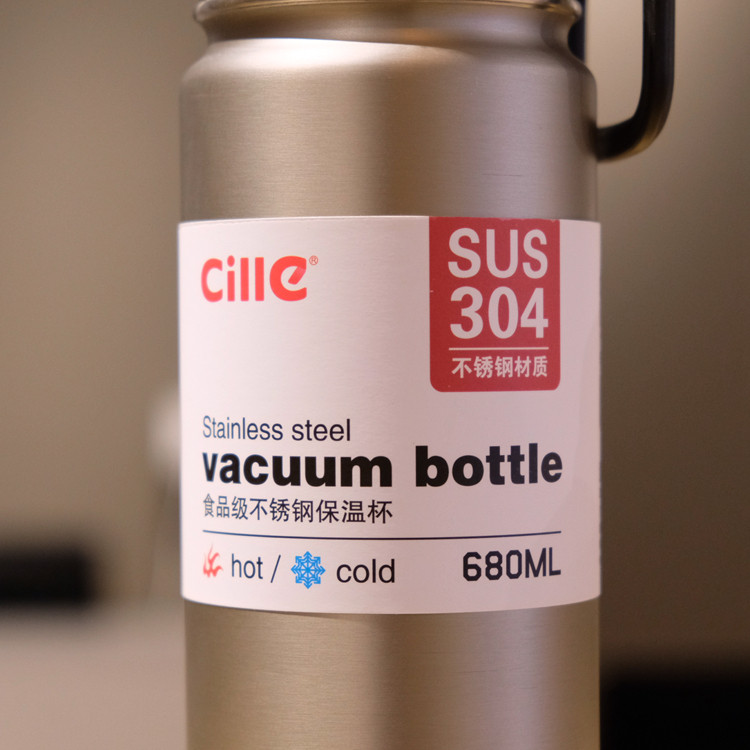 cille®
SUS
304
不锈钢材质
Stainless steel
vacuum bottle
食品级不锈钢保温杯
hot / cold
680ML